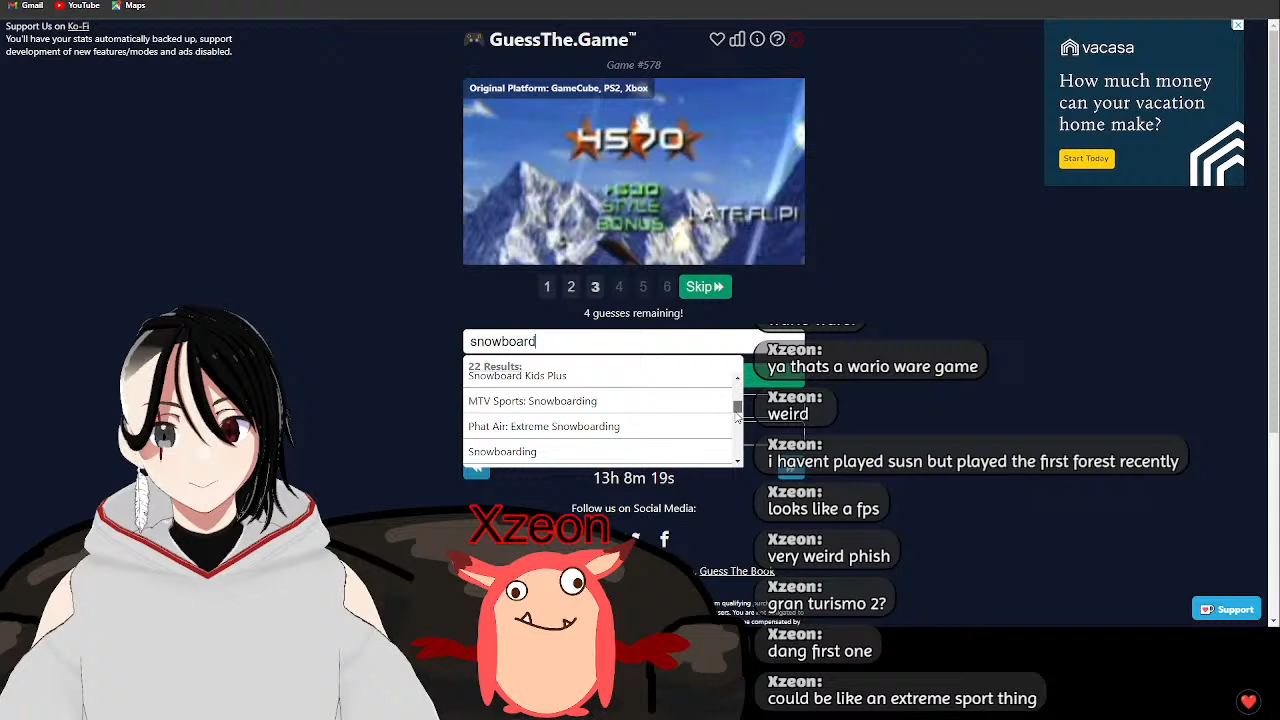 Gmail
YouTube
Maps
Support Us on Ko-Fi
You'll have your stats automatically backed up, support
development of new features/modes and ads disabled.
GuessThe.Game™
Game #578
Original Platform: GameCube, PS2, Xbox
4570
STYLE
BONUS
LATE FLIP!
1 2 3 4 5 6 Skip
4 guesses remaining!
snowboard
22 Results:
Snowboard Kids Plus
MTV Sports: Snowboarding
Phat Air: Extreme Snowboarding
Snowboarding
13h 8m 19s
Follow us on Social Media:
Guess The Book
vacasa
How much money
can your vacation
home make?
Start Today
Support
Xzeon
Xzeon:
ya thats a wario ware game
Xzeon:
weird
Xzeon:
i havent played susn but played the first forest recently
Xzeon:
looks like a fps
Xzeon:
very weird phish
Xzeon:
gran turismo 2?
Xzeon:
dang first one
Xzeon:
could be like an extreme sport thing